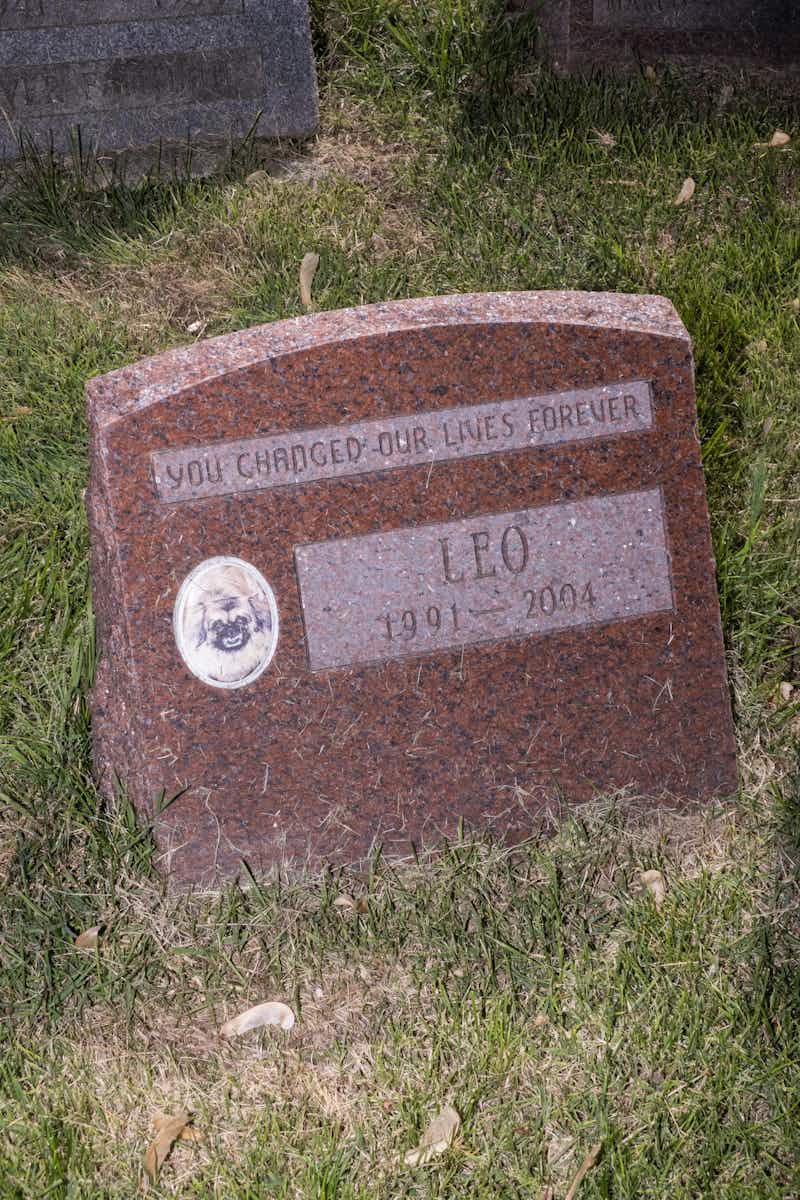 YOU CHANGED OUR LIVES FOREVER
LEO
1991 — 2004